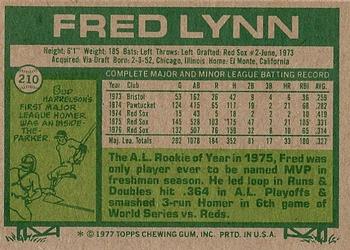 FRED LYNN
Height: 6'1" Weight: 185 Bats: Left Throws: Left Drafted: Red Sox #2-June, 1973
Acquired: Via Draft Born: 2-3-52, Chicago, Illinois Home: El Monte, California
210
COMPLETE MAJOR AND MINOR LEAGUE BATTING RECORD
Year Club G AB R H 2B 3B HR RBI AVG.
1973 Bristol
1974 Pawtucket
1974 Red Sox
1975 Red Sox
1976 Red Sox
Maj. Lea. Totals
BUD
HARRELSON'S
FIRST MAJOR
LEAGUE HOMER
WAS AN INSIDE-
THE-PARKER.
The A.L. Rookie of Year in 1975, Fred was
only player ever to be named MVP in
freshman season. He led loop in Runs &
Doubles hit .364 in A.L. Playoffs &
smashed 3-run Homer in 6th game of
World Series vs. Reds.
* © 1977 TOPPS CHEWING GUM, INC. PRTD. IN U.S.A.